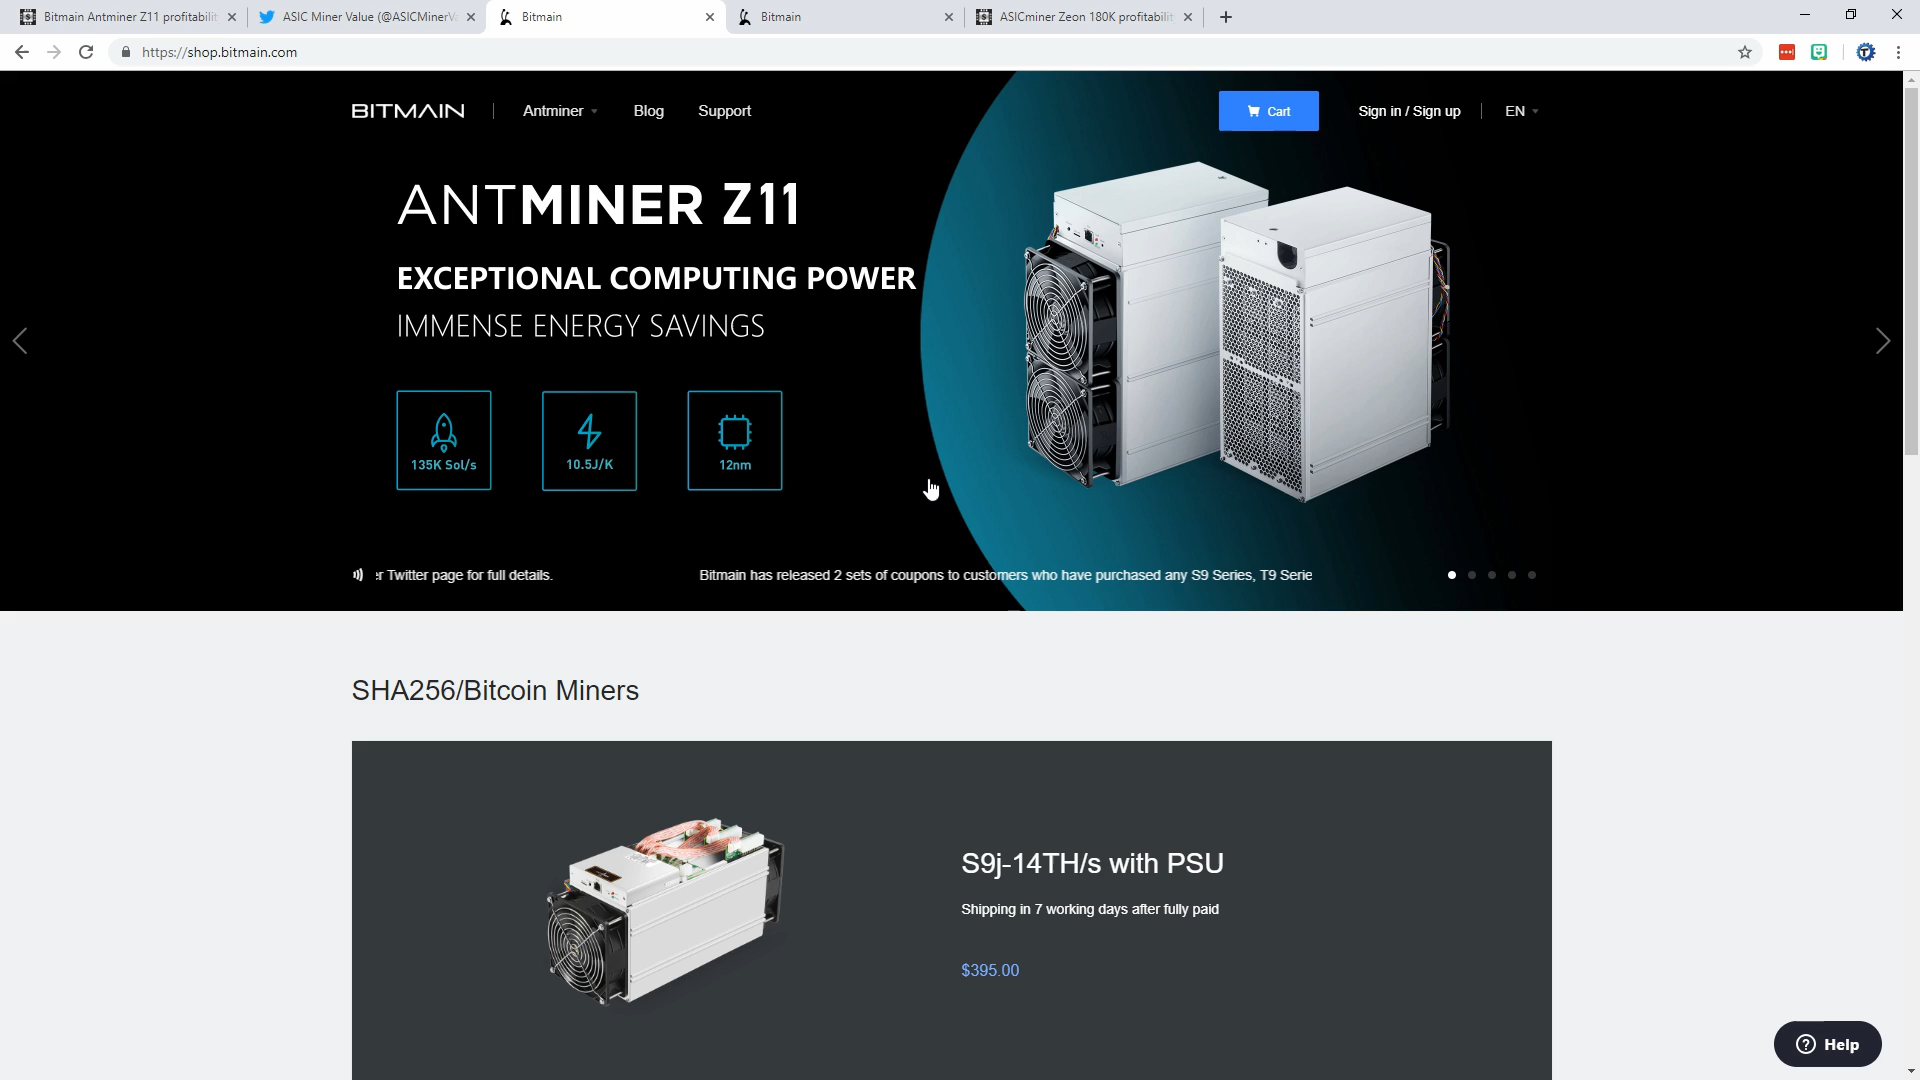 Bitmain Antminer Z11 profitabilit
ASIC Miner Value (@ASICMinerVa
Bitmain
Bitmain
ASICminer Zeon 180K profitabilit
https://shop.bitmain.com
BITMAIN
Antminer
Blog
Support
Cart
Sign in / Sign up
EN
ANTMINER Z11
EXCEPTIONAL COMPUTING POWER
IMMENSE ENERGY SAVINGS
135K Sol/s
10.5J/K
12nm
er Twitter page for full details.
Bitmain has released 2 sets of coupons to customers who have purchased any S9 Series, T9 Serie
SHA256/Bitcoin Miners
S9j-14TH/s with PSU
Shipping in 7 working days after fully paid
$395.00
Help